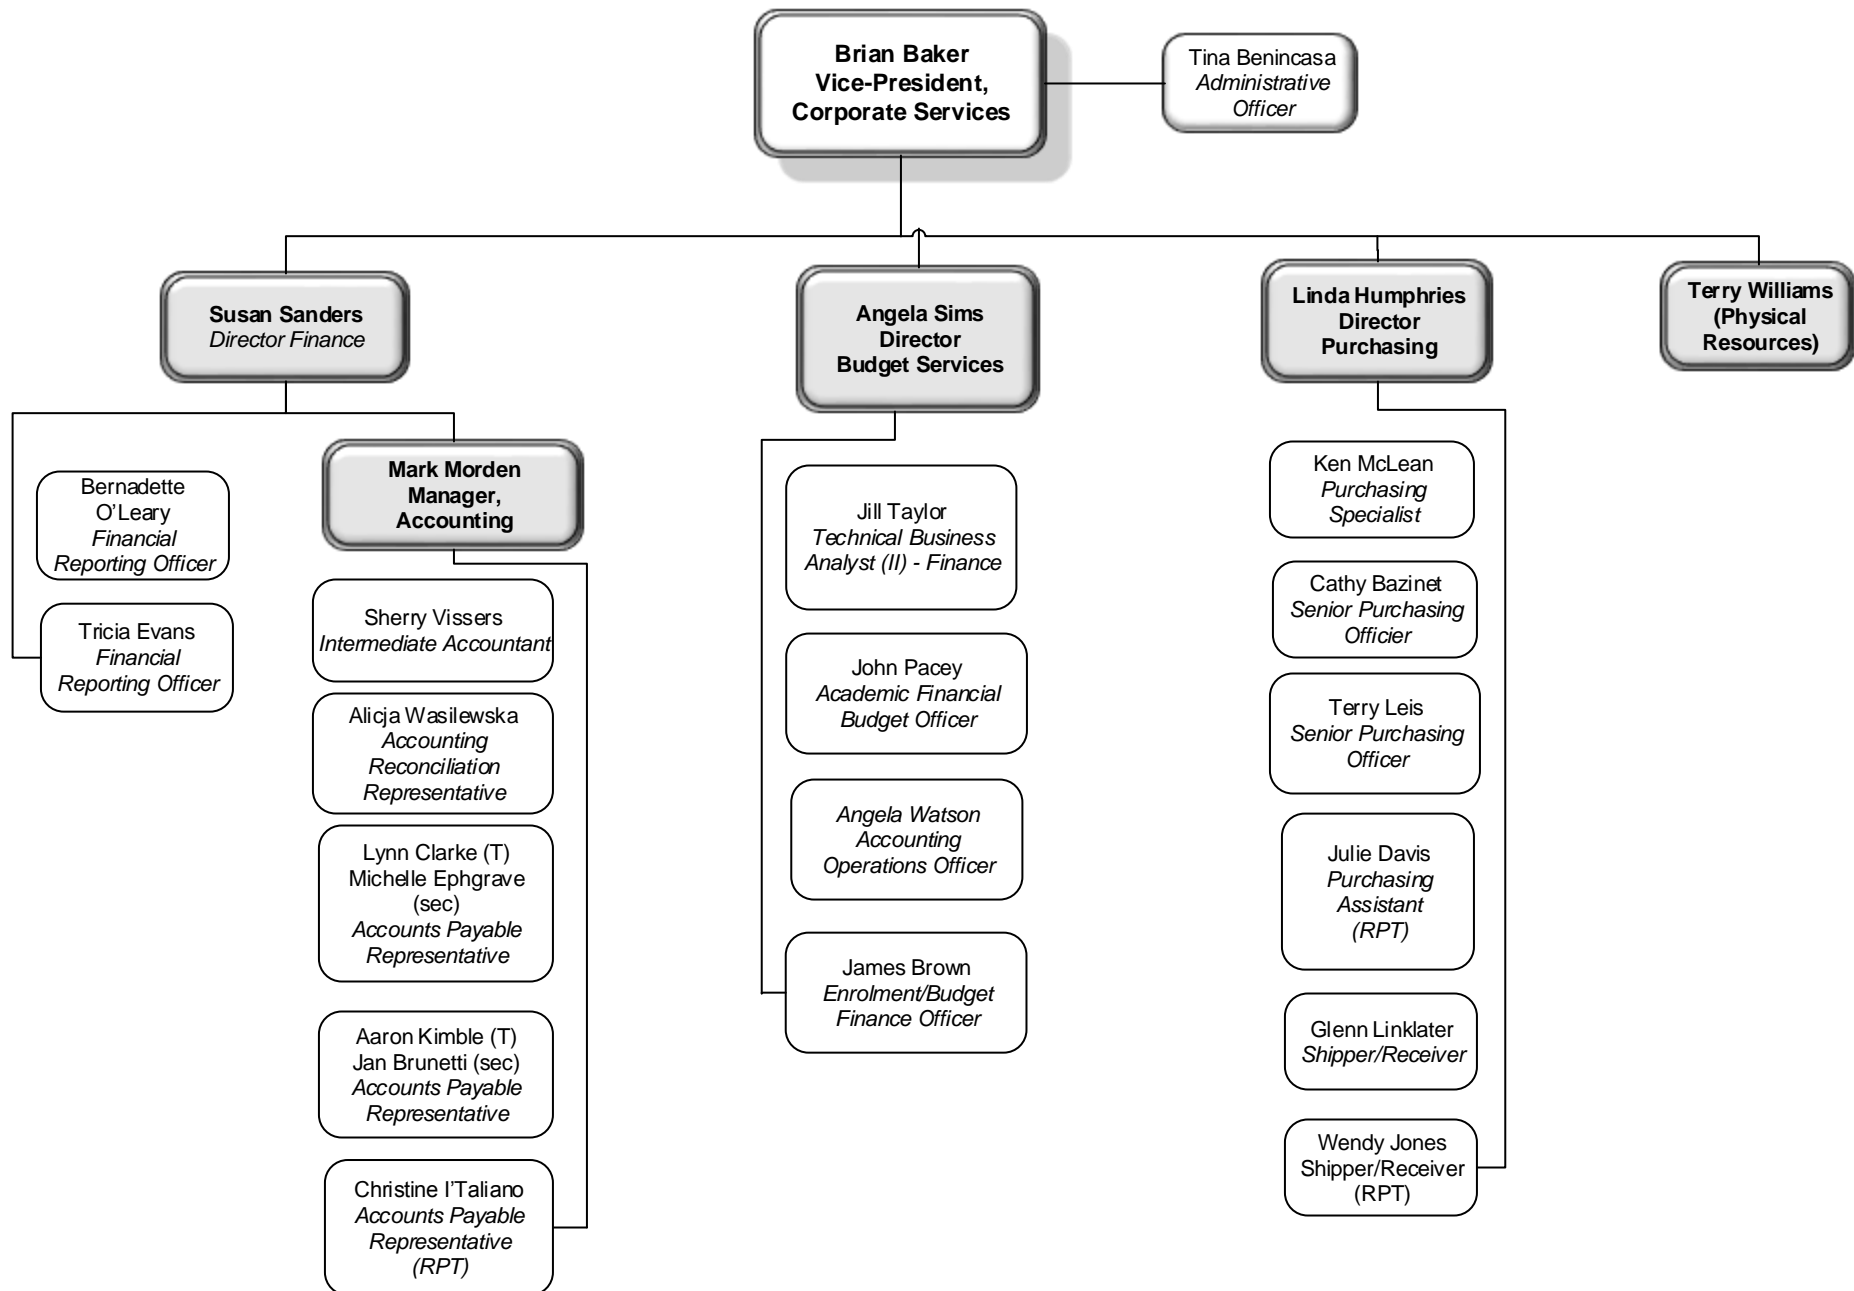 Brian Baker
Vice-President,
Corporate Services
Tina Benincasa
Administrative
Officer
Susan Sanders
Director Finance
Angela Sims
Director
Budget Services
Linda Humphries
Director
Purchasing
Terry Williams
(Physical
Resources)
Bernadette
O'Leary
Financial
Reporting Officer
Tricia Evans
Financial
Reporting Officer
Mark Morden
Manager,
Accounting
Sherry Vissers
Intermediate Accountant
Alicja Wasilewska
Accounting
Reconciliation
Representative
Lynn Clarke (T)
Michelle Ephgrave
(sec)
Accounts Payable
Representative
Aaron Kimble (T)
Jan Brunetti (sec)
Accounts Payable
Representative
Christine I'Taliano
Accounts Payable
Representative
(RPT)
Jill Taylor
Technical Business
Analyst (II) - Finance
John Pacey
Academic Financial
Budget Officer
Angela Watson
Accounting
Operations Officer
James Brown
Enrolment/Budget
Finance Officer
Ken McLean
Purchasing
Specialist
Cathy Bazinet
Senior Purchasing
Officier
Terry Leis
Senior Purchasing
Officer
Julie Davis
Purchasing
Assistant
(RPT)
Glenn Linklater
Shipper/Receiver
Wendy Jones
Shipper/Receiver
(RPT)